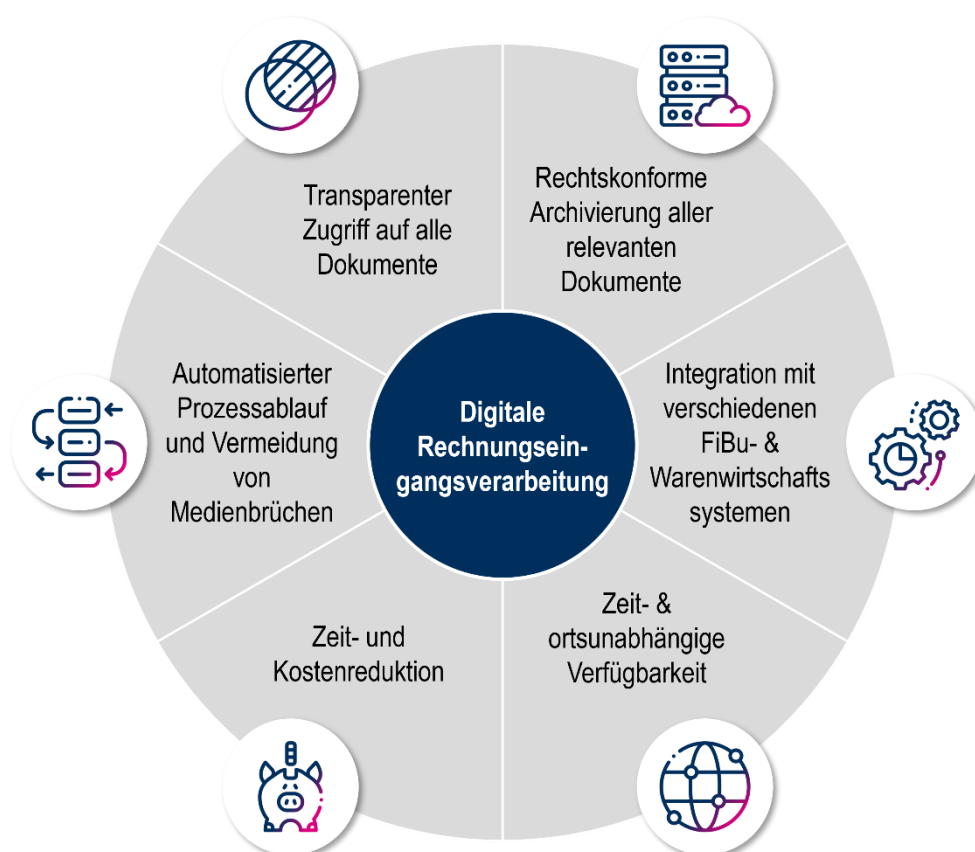 Transparenter
Zugriff auf alle
Dokumente
Rechtskonforme
Archivierung aller
relevanten
Dokumente
Automatisierter
Prozessablauf
und Vermeidung
von
Medienbrüchen
Digitale
Rechnungsein-
gangsverarbeitung
Integration mit
verschiedenen
FiBu- &
Warenwirtschafts
systemen
Zeit- und
Kostenreduktion
Zeit- &
ortsunabhängige
Verfügbarkeit